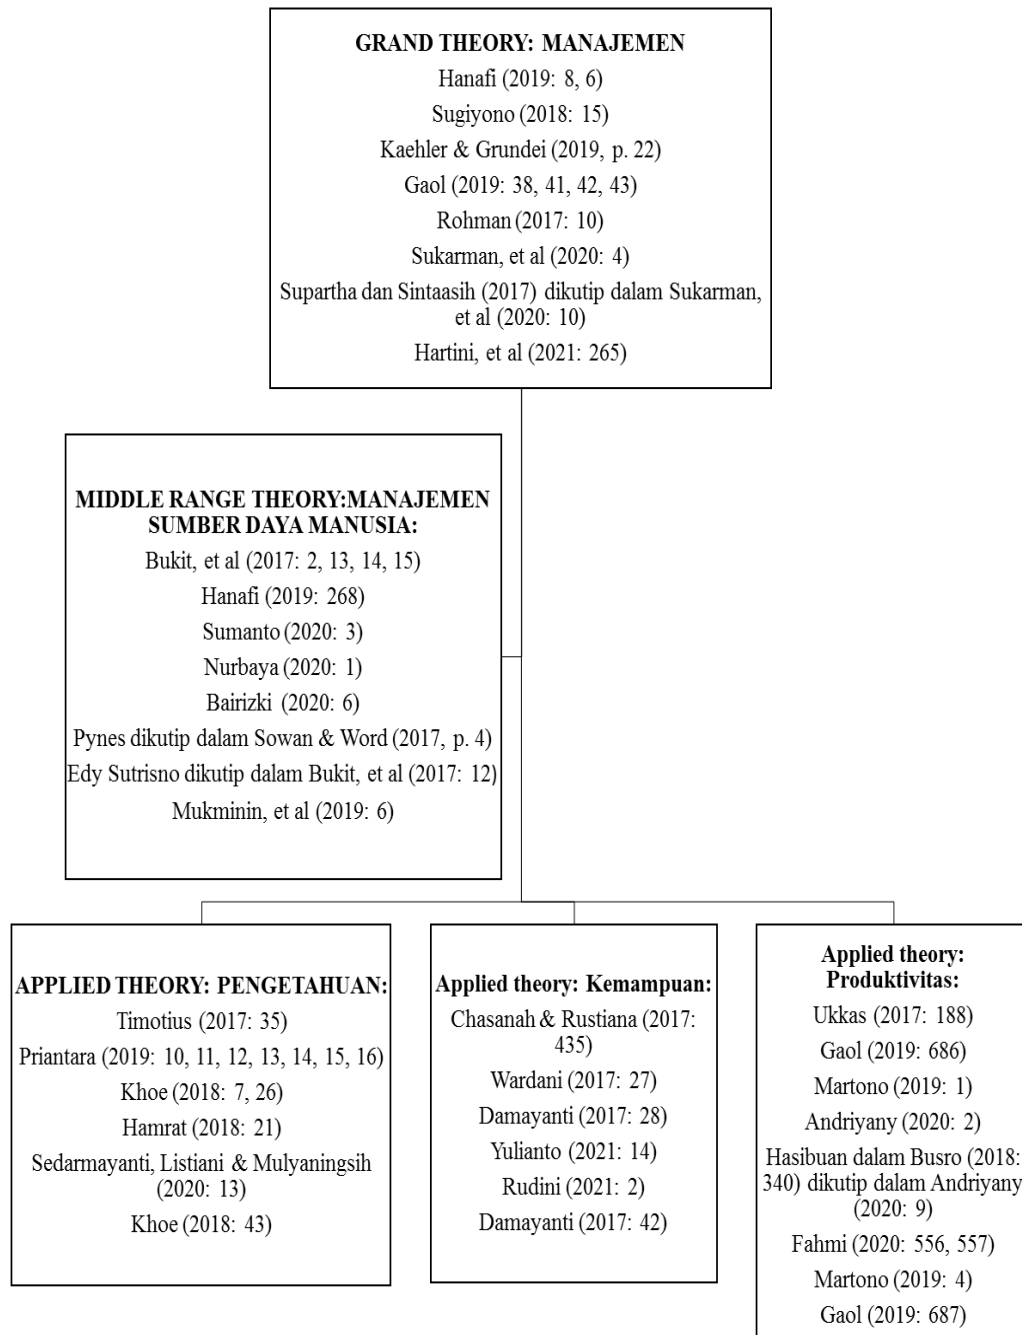 GRAND THEORY: MANAJEMEN
Hanafi (2019: 8, 6)
Sugiyono (2018: 15)
Kaehler & Grundei (2019, p. 22)
Gaol (2019: 38, 41, 42, 43)
Rohman (2017: 10)
Sukarman, et al (2020: 4)
Supartha dan Sintaasih (2017) dikutip dalam Sukarman,
et al (2020: 10)
Hartini, et al (2021: 265)
MIDDLE RANGE THEORY:MANAJEMEN
SUMBER DAYA MANUSIA:
Bukit, et al (2017: 2, 13, 14, 15)
Hanafi (2019: 268)
Sumanto (2020: 3)
Nurbaya (2020: 1)
Bairizki (2020: 6)
Pynes dikutip dalam Sowan & Word (2017, p. 4)
Edy Sutrisno dikutip dalam Bukit, et al (2017: 12)
Mukminin, et al (2019: 6)
APPLIED THEORY: PENGETAHUAN:
Timotius (2017: 35)
Priantara (2019: 10, 11, 12, 13, 14, 15, 16)
Khoe (2018: 7, 26)
Hamrat (2018: 21)
Sedarmayanti, Listiani & Mulyaningsih
(2020: 13)
Khoe (2018: 43)
Applied theory: Kemampuan:
Chasanah & Rustiana (2017:
435)
Wardani (2017: 27)
Damayanti (2017: 28)
Yulianto (2021: 14)
Rudini (2021: 2)
Damayanti (2017: 42)
Applied theory:
Produktivitas:
Ukkas (2017: 188)
Gaol (2019: 686)
Martono (2019: 1)
Andriyany (2020: 2)
Hasibuan dalam Busro (2018:
340) dikutip dalam Andriyany
(2020: 9)
Fahmi (2020: 556, 557)
Martono (2019: 4)
Gaol (2019: 687)